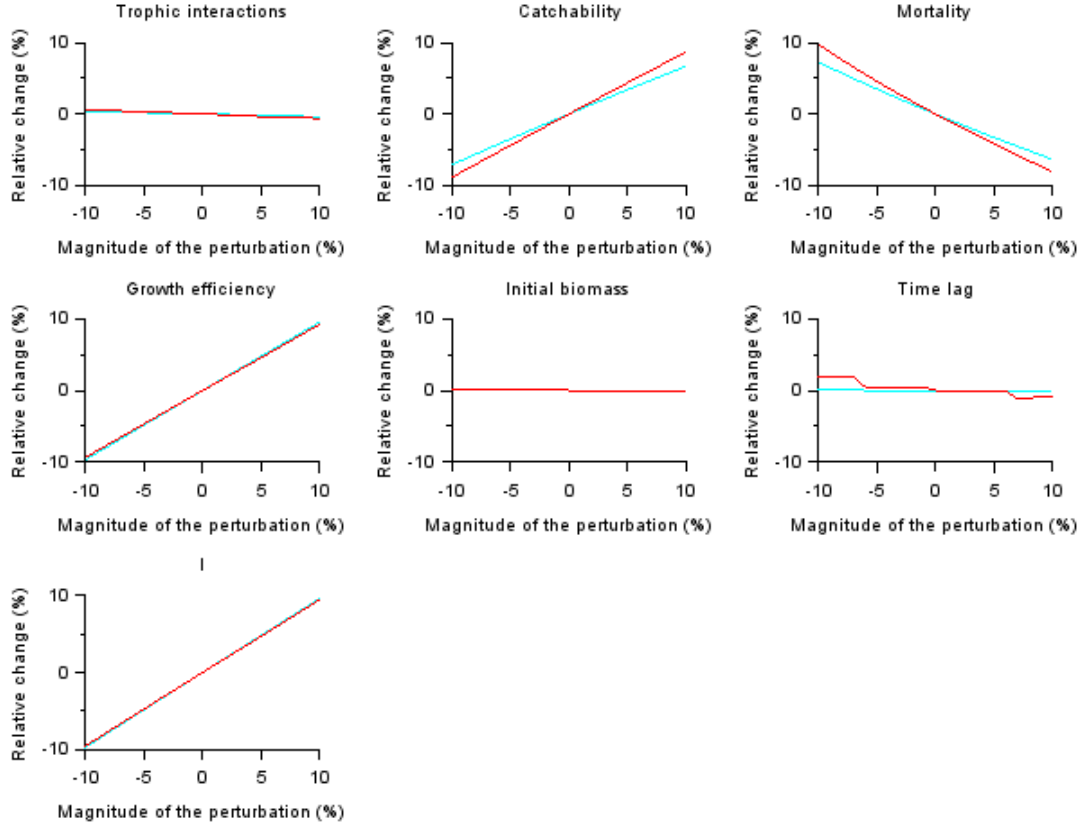 Trophic interactions
Catchability
Mortality
Relative change (%)
10
0
-10
-10 -5 0 5 10
Magnitude of the perturbation (%)
Relative change (%)
10
0
-10
-10 -5 0 5 10
Magnitude of the perturbation (%)
Relative change (%)
10
0
-10
-10 -5 0 5 10
Magnitude of the perturbation (%)
Growth efficiency
Initial biomass
Time lag
Relative change (%)
10
0
-10
-10 -5 0 5 10
Magnitude of the perturbation (%)
Relative change (%)
10
0
-10
-10 -5 0 5 10
Magnitude of the perturbation (%)
Relative change (%)
10
0
-10
-10 -5 0 5 10
Magnitude of the perturbation (%)
I
Relative change (%)
10
0
-10
-10 -5 0 5 10
Magnitude of the perturbation (%)